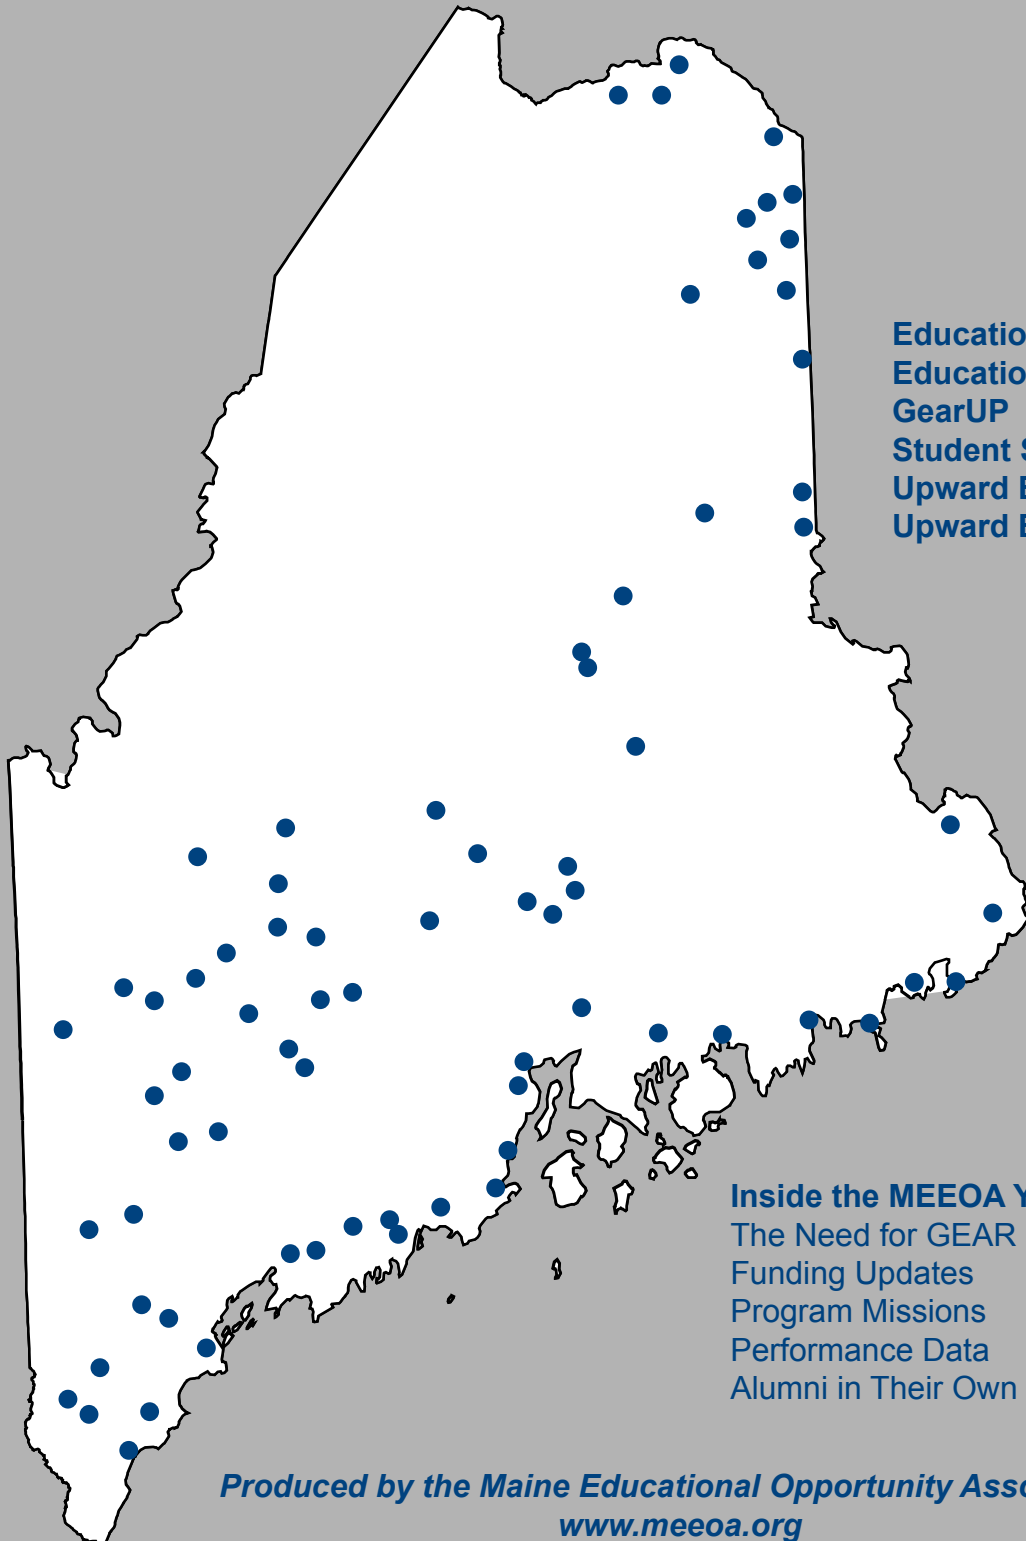 Educatio
Educatio
GearUP
Student S
Upward B
Upward B
Inside the MEEOA Y
The Need for GEAR
Funding Updates
Program Missions
Performance Data
Alumni in Their Own
Produced by the Maine Educational Opportunity Asso
www.meeoa.org